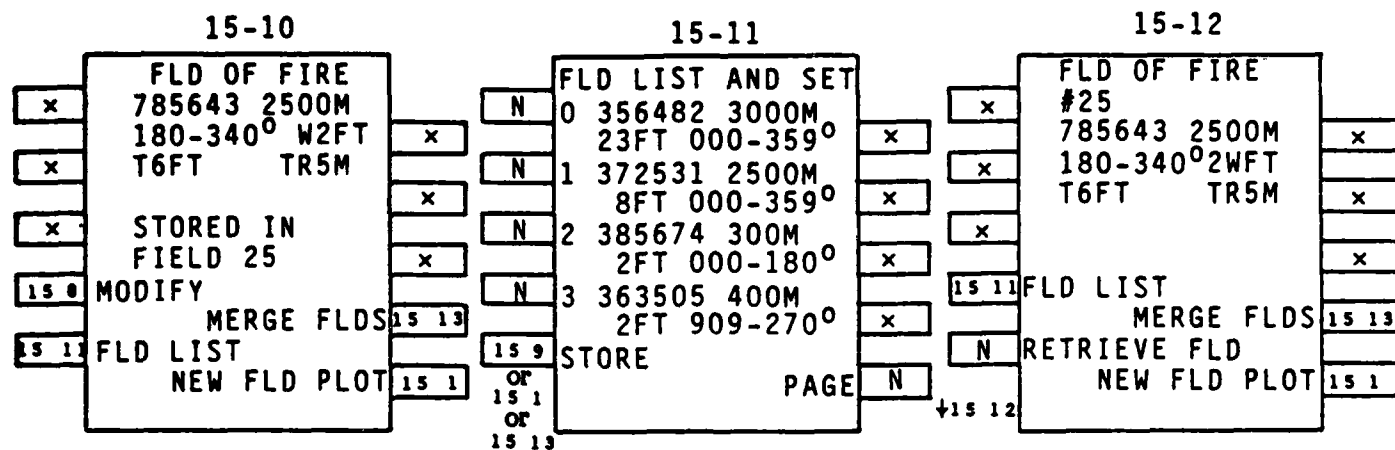 15-10
FLD OF FIRE
× 785643 2500M
180-340° W2FT ×
× T6FT TR5M
×
× STORED IN
FIELD 25 ×
15 8 MODIFY
MERGE FLDS 15 13
15 11 FLD LIST
NEW FLD PLOT 15 1
15-11
FLD LIST AND SET
N 0 356482 3000M
23FT 000-359° ×
N 1 372531 2500M
8FT 000-359° ×
N 2 385674 300M
2FT 000-180° ×
N 3 363505 400M
2FT 909-270° ×
15 9 STORE
or
15 1
or
15 13
PAGE N
15-12
FLD OF FIRE
× #25
785643 2500M ×
× 180-340°2WFT
T6FT TR5M ×
×
×
15 11 FLD LIST
MERGE FLDS 15 13
N RETRIEVE FLD
NEW FLD PLOT 15 1
↓15 12